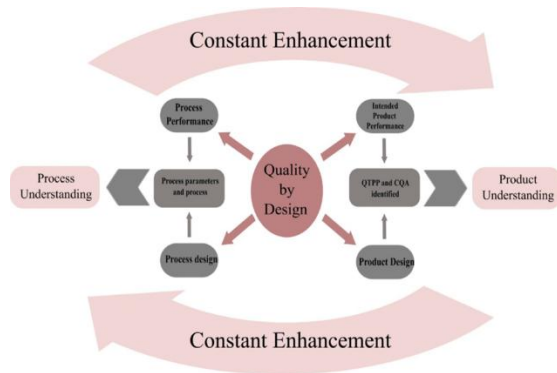 Constant Enhancement
Process
Performance
Intended
Product
Performance
Process
Understanding
Process parameters
and process
Quality
by
Design
QTPP and CQA
identified
Product
Understanding
Process design
Product Design
Constant Enhancement